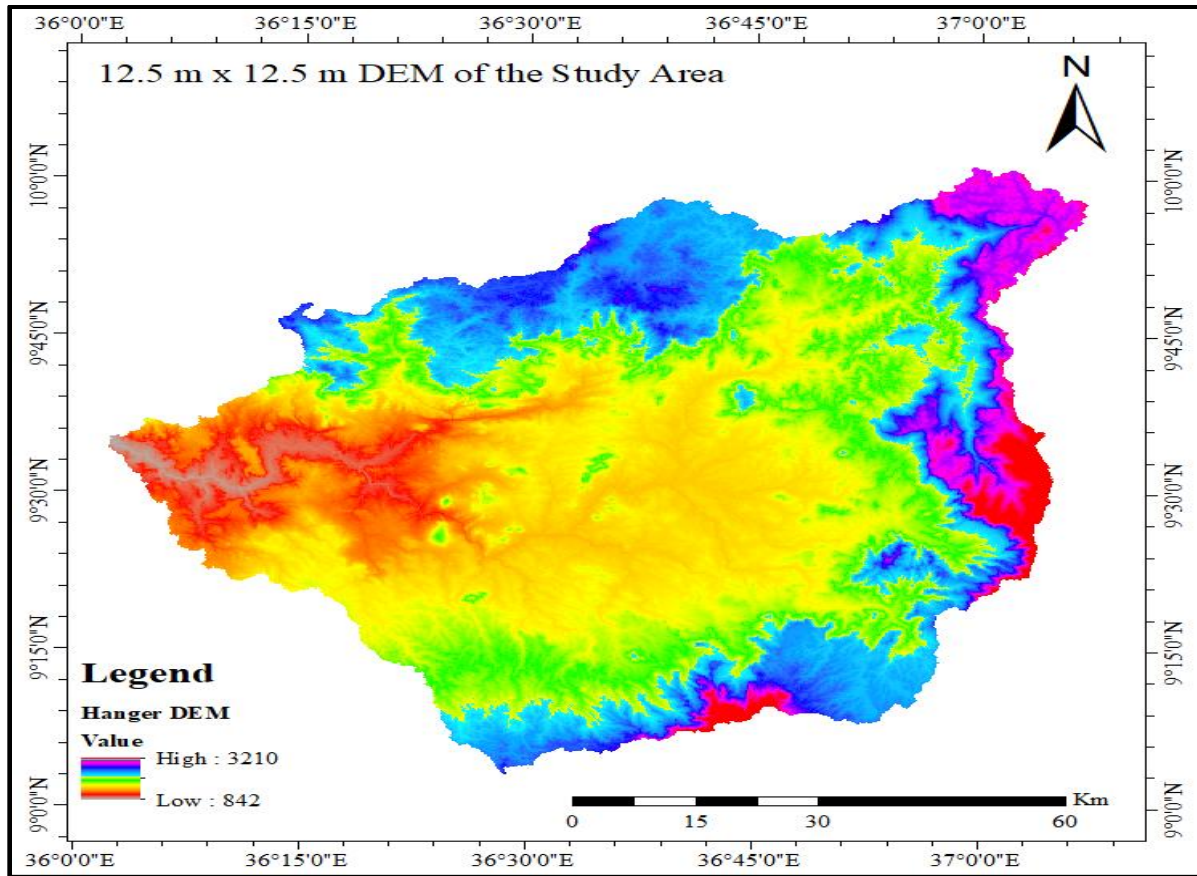 36°0'0"E 36°15'0"E 36°30'0"E 36°45'0"E 37°0'0"E
12.5 m x 12.5 m DEM of the Study Area
N
10°0'0"N 10°0'0"N
9°45'0"N 9°45'0"N
9°30'0"N 9°30'0"N
9°15'0"N 9°15'0"N
Legend
Hanger DEM
Value
High : 3210
Low : 842
Km
0 15 30 60
9°0'0"N 9°0'0"N
36°0'0"E 36°15'0"E 36°30'0"E 36°45'0"E 37°0'0"E